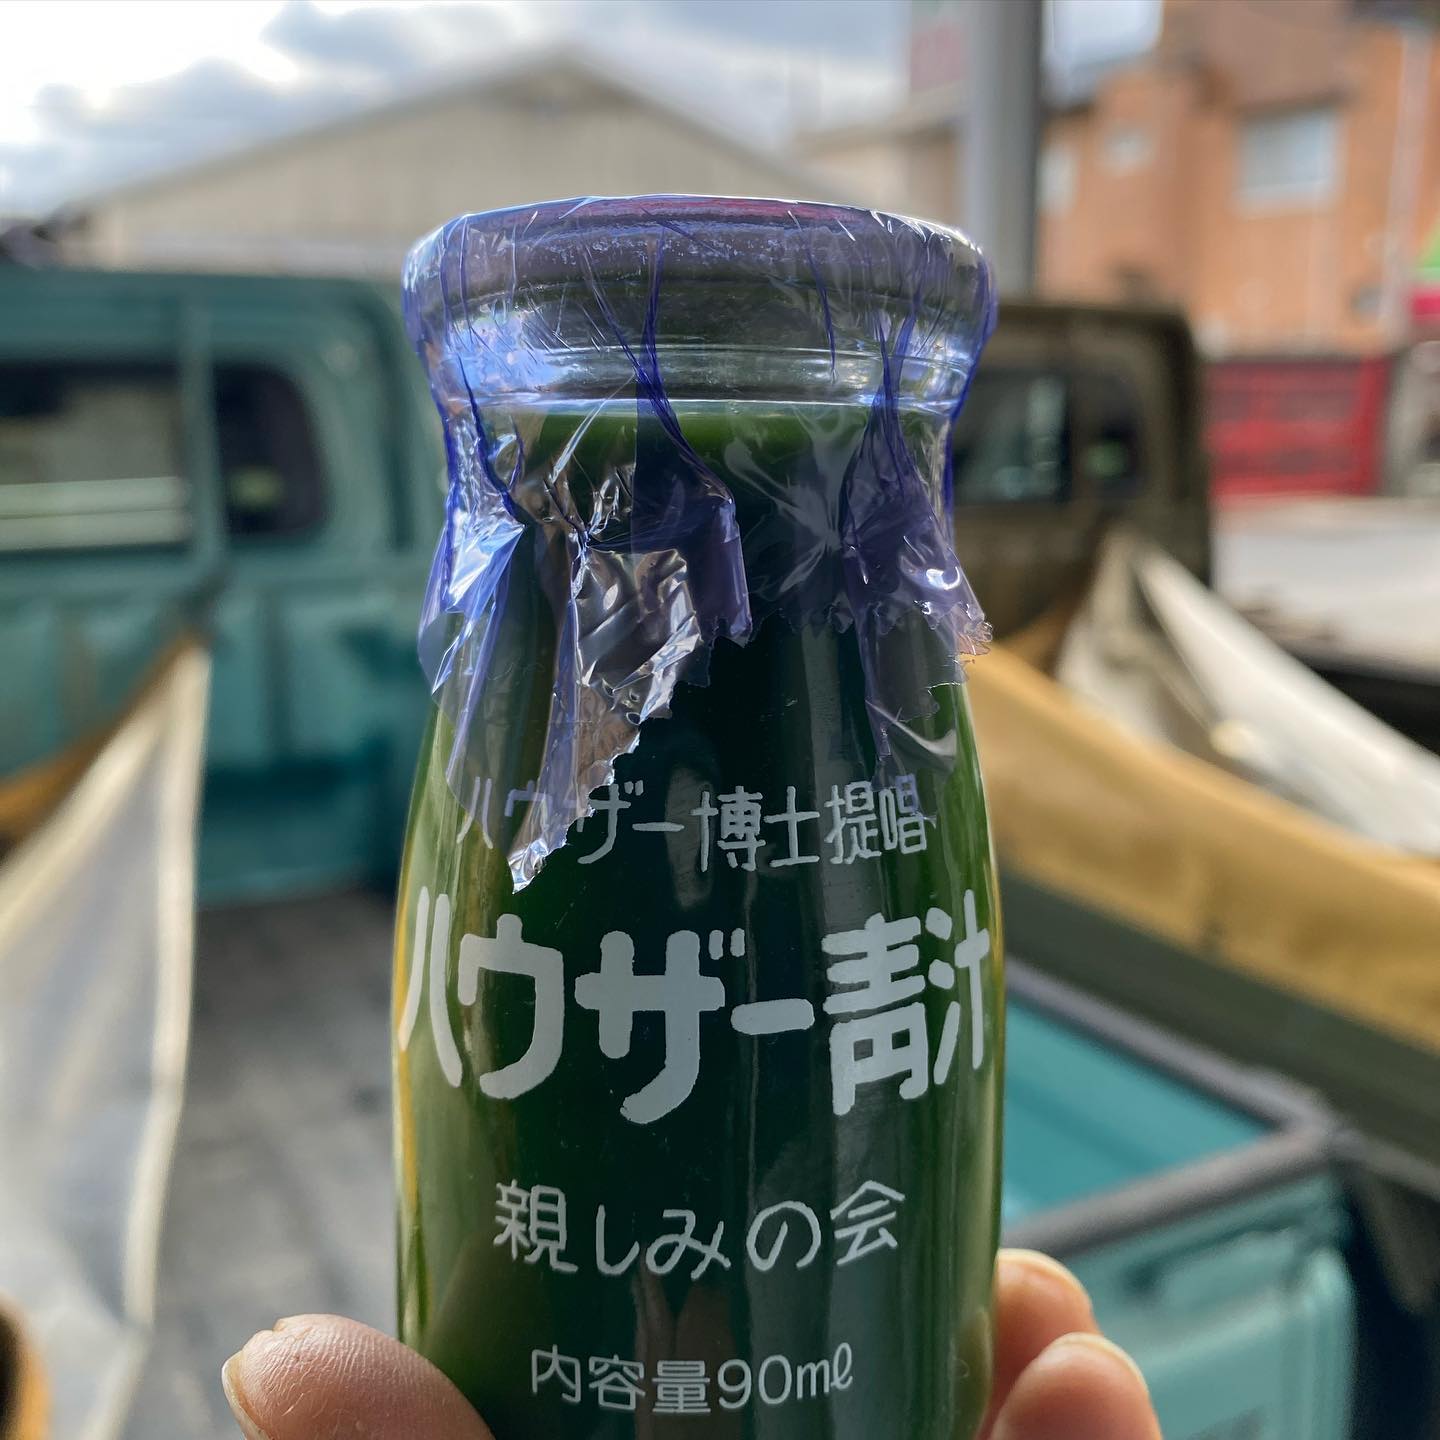 ハウザー博士提唱
ハウザー青汁
親しみの会
内容量90ml